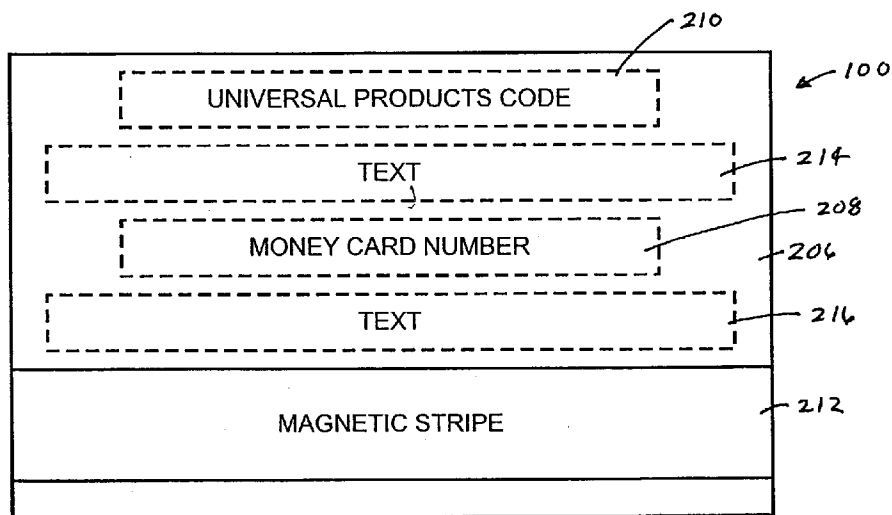 210
100
UNIVERSAL PRODUCTS CODE
TEXT
214
208
MONEY CARD NUMBER
206
TEXT
216
MAGNETIC STRIPE
212